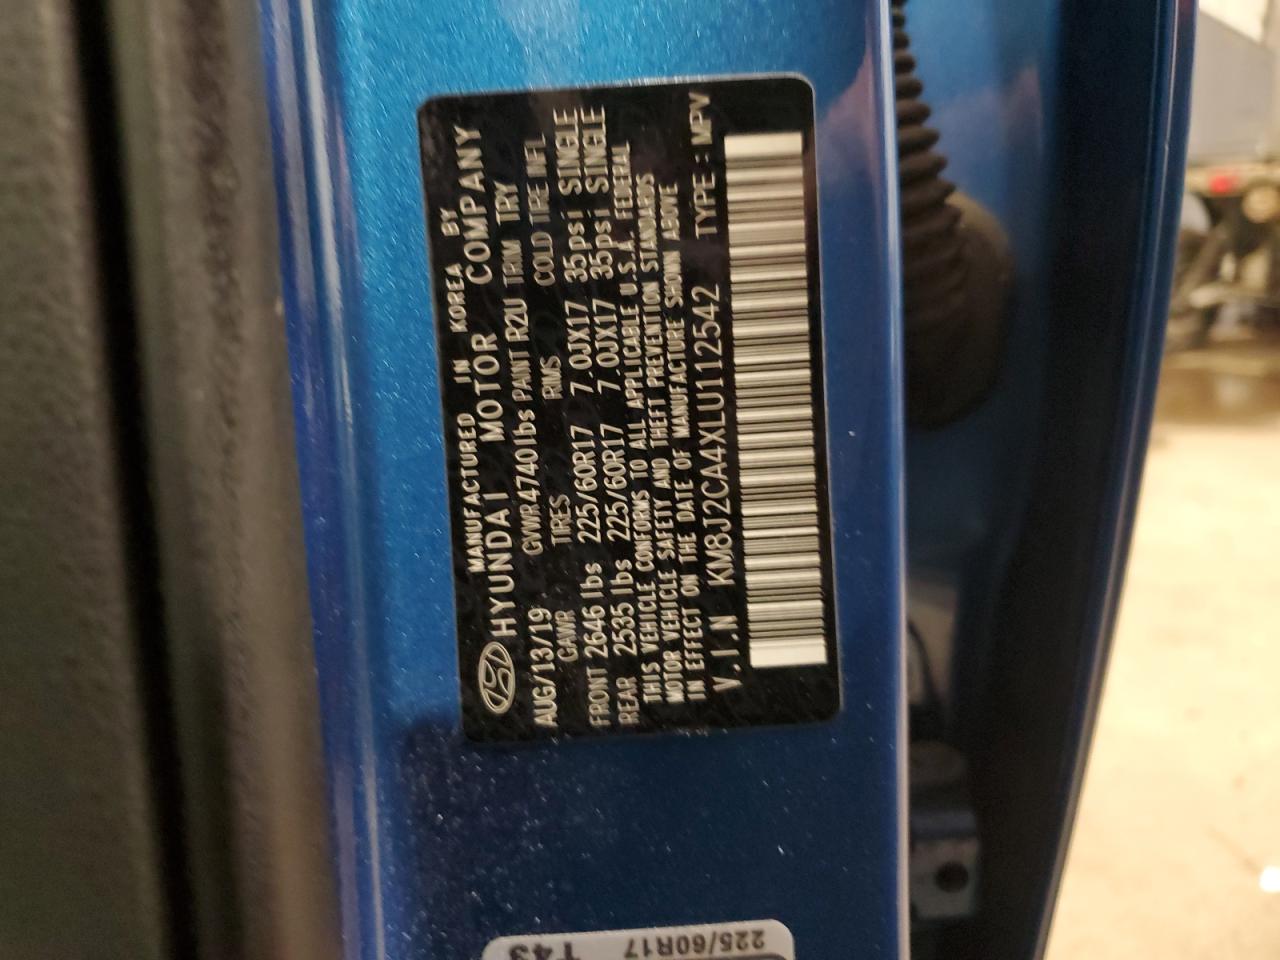 MANUFACTURED IN KOREA BY
HYUNDAI MOTOR COMPANY
AUG/13/19 GVWR 4740lbs PAINT R2U TRIM TRY
GAWR TIRES RIMS COLD TIRE INFL
FRONT 2646 lbs 225/60R17 7.0JX17 35psi SINGLE
REAR 2535 lbs 225/60R17 7.0JX17 35psi SINGLE
THIS VEHICLE CONFORMS TO ALL APPLICABLE U.S.A. FEDERAL
MOTOR VEHICLE SAFETY AND THEFT PREVENTION STANDARDS
IN EFFECT ON THE DATE OF MANUFACTURE SHOWN ABOVE
V.I.N KM8J2CA4XLU112542 TYPE : MPV
225/60R17
T43